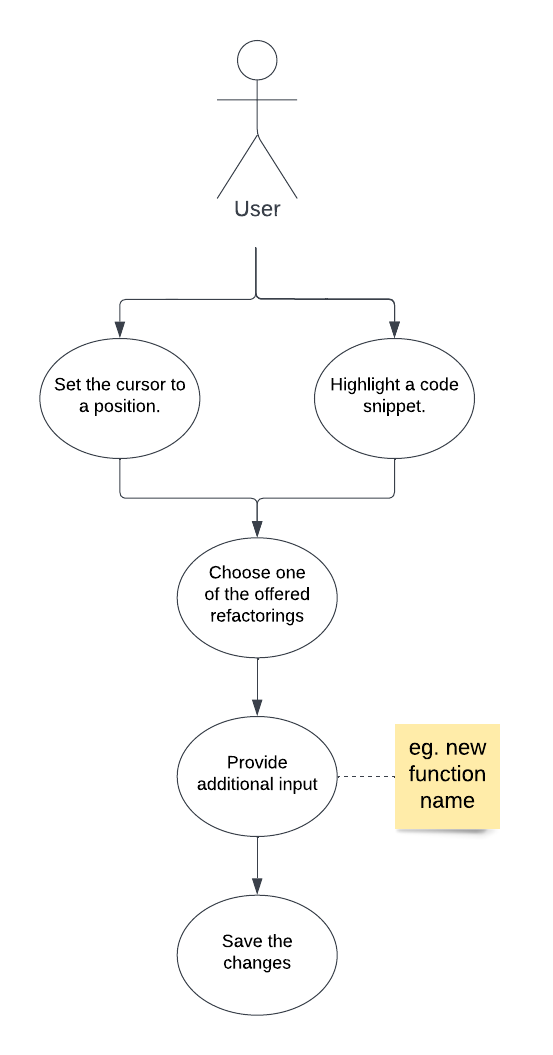 User
Set the cursor to
a position.
Highlight a code
snippet.
Choose one
of the offered
refactorings
Provide
additional input
eg. new
function
name
Save the
changes